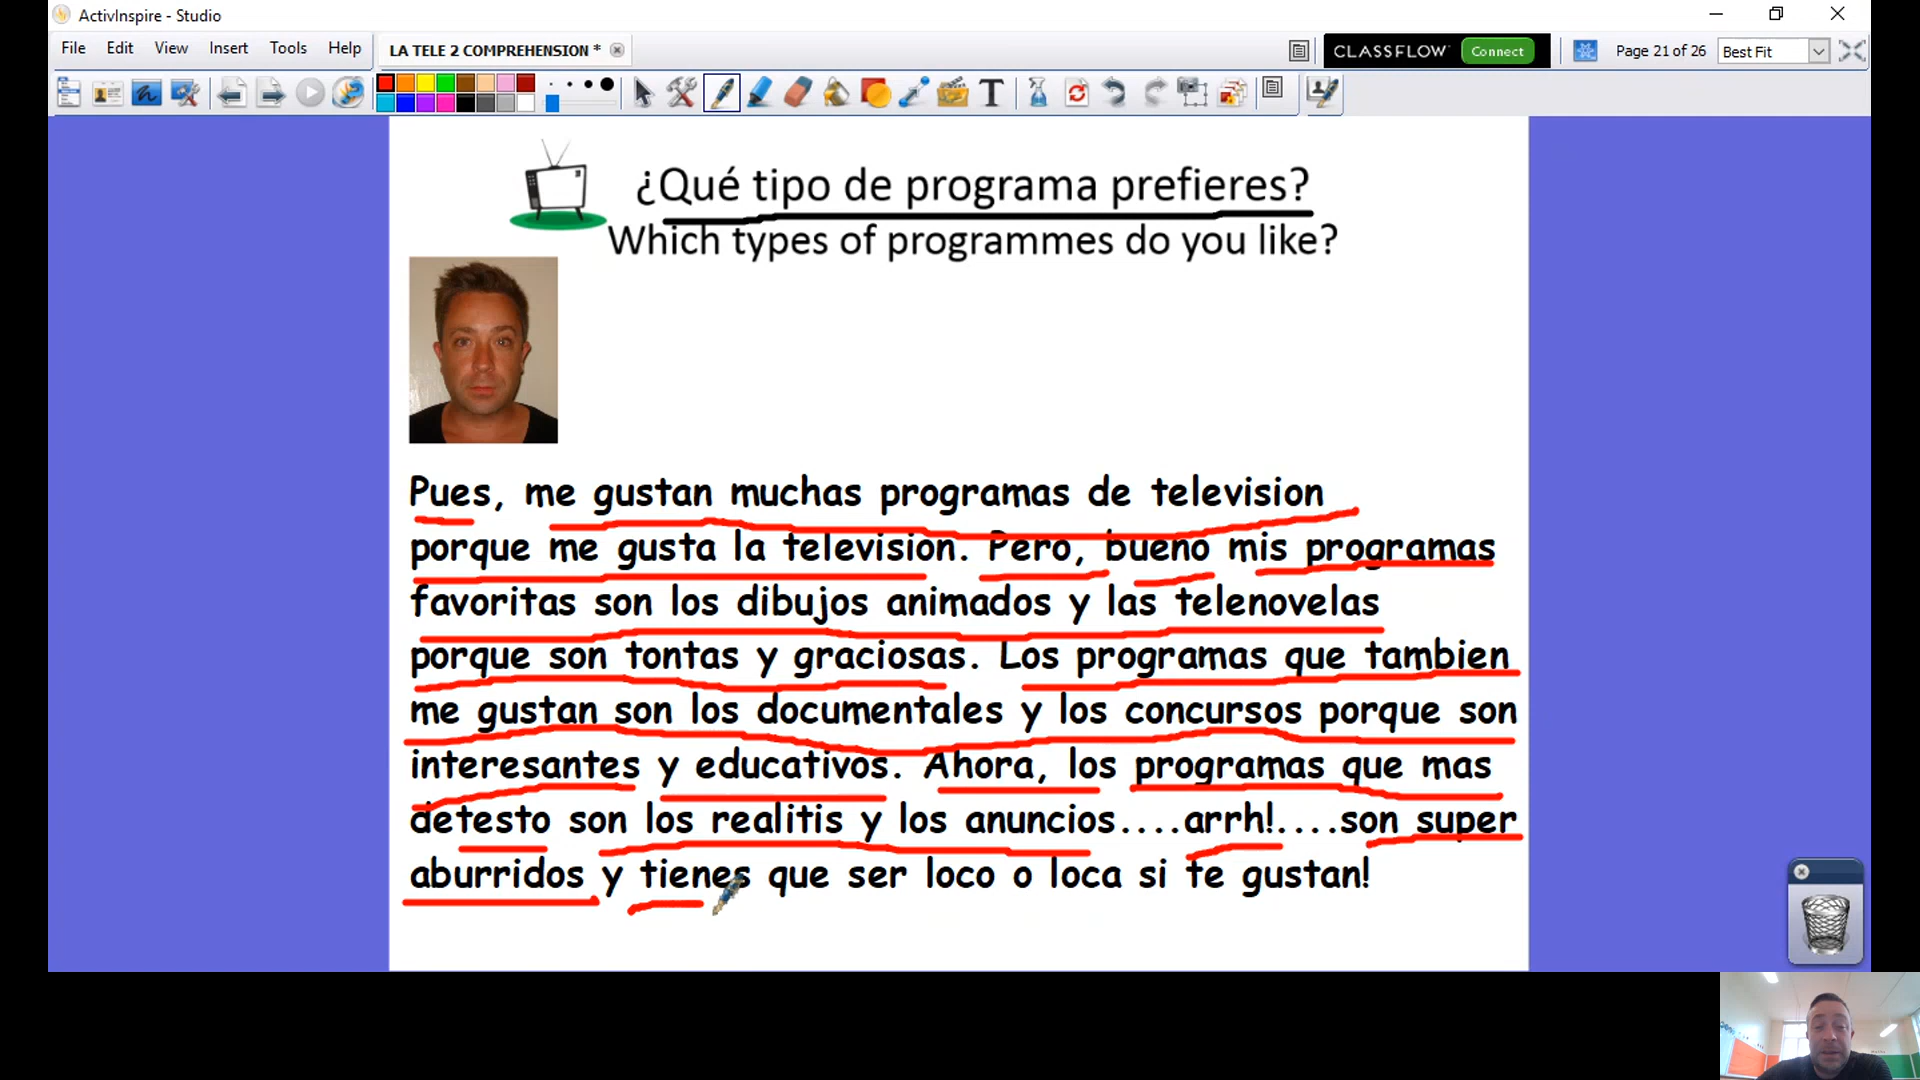 ActivInspire - Studio
File Edit View Insert Tools Help
LA TELE 2 COMPREHENSION *
CLASSFLOW Connect
Page 21 of 26
Best Fit
T
¿Qué tipo de programa prefieres?
Which types of programmes do you like?
Pues, me gustan muchas programas de television
porque me gusta la television. Pero, bueno mis programas
favoritas son los dibujos animados y las telenovelas
porque son tontas y graciosas. Los programas que tambien
me gustan son los documentales y los concursos porque son
interesantes y educativos. Ahora, los programas que mas
detesto son los realitis y los anuncios....arrh!....son super
aburridos y tienes que ser loco o loca si te gustan!